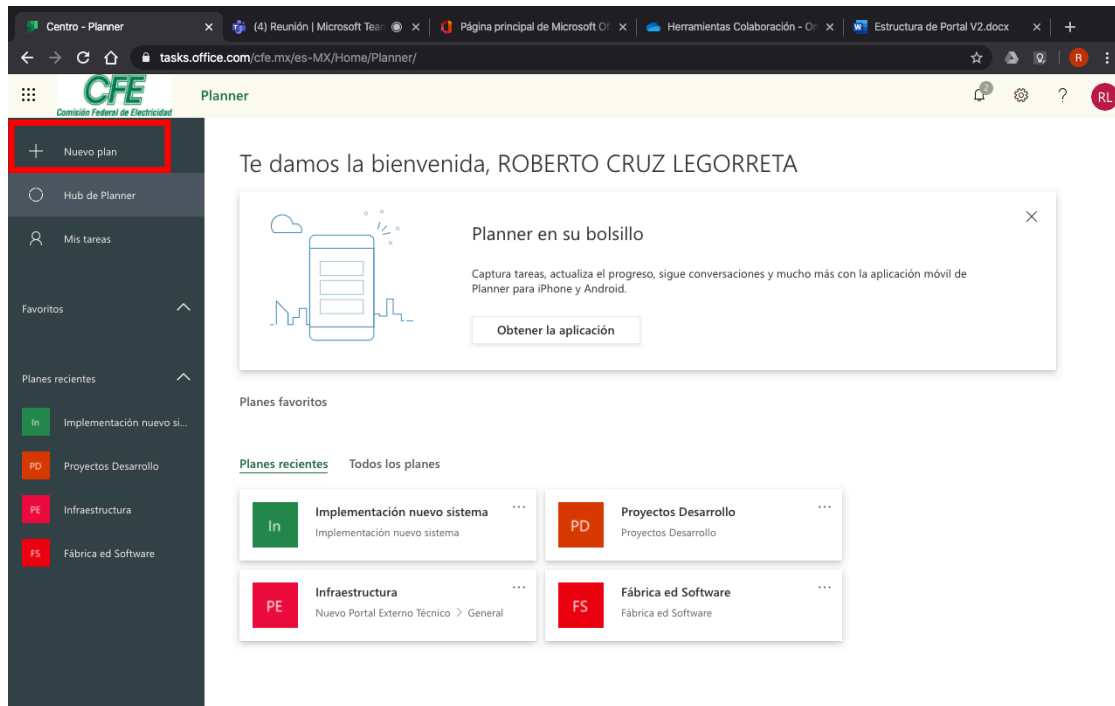 Centro - Planner
(4) Reunión | Microsoft Tean
Página principal de Microsoft Of
Herramientas Colaboración - On
Estructura de Portal V2.docx
tasks.office.com/cfe.mx/es-MX/Home/Planner/
R
CFE
Comisión Federal de Electricidad
Planner
2
?
RL
Nuevo plan
Hub de Planner
Mis tareas
Favoritos
Planes recientes
In
Implementación nuevo si...
PD
Proyectos Desarrollo
PE
Infraestructura
FS
Fábrica ed Software
Te damos la bienvenida, ROBERTO CRUZ LEGORRETA
Planner en su bolsillo
Captura tareas, actualiza el progreso, sigue conversaciones y mucho más con la aplicación móvil de
Planner para iPhone y Android.
Obtener la aplicación
Planes favoritos
Planes recientes
Todos los planes
In
Implementación nuevo sistema
Implementación nuevo sistema
PD
Proyectos Desarrollo
Proyectos Desarrollo
PE
Infraestructura
Nuevo Portal Externo Técnico > General
FS
Fábrica ed Software
Fábrica ed Software